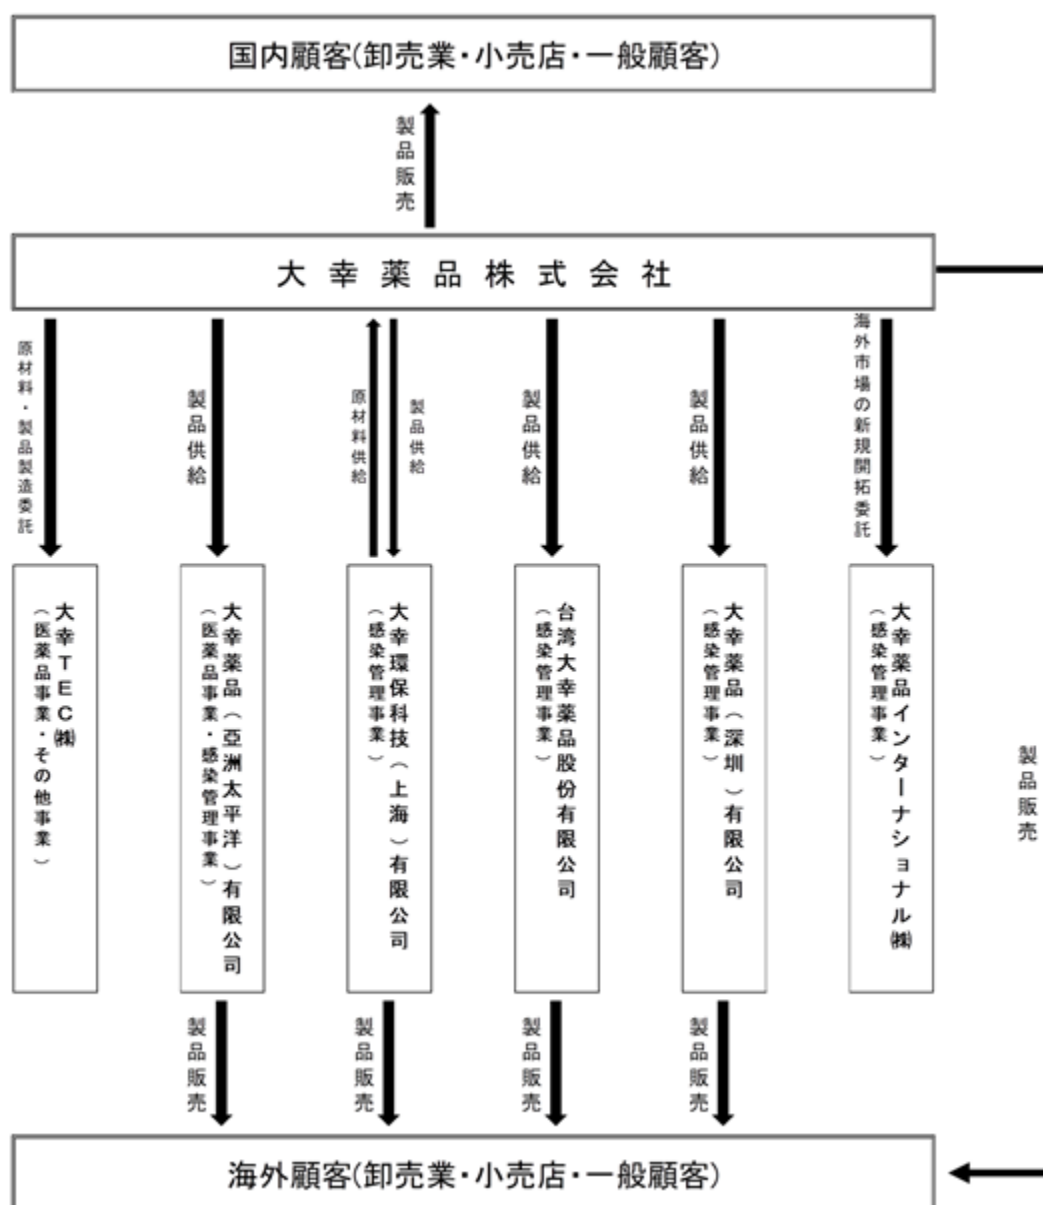 国内顧客(卸売業・小売店・一般顧客)
製品販売
大幸薬品株式会社
原材料・製品製造委託
製品供給
原材料供給
製品供給
製品供給
製品供給
海外市場の新規開拓委託
大幸TEC㈱
(医薬品事業・その他事業)
大幸薬品(亞洲太平洋)有限公司
(医薬品事業・感染管理事業)
大幸環保科技(上海)有限公司
(感染管理事業)
台湾大幸薬品股份有限公司
(感染管理事業)
大幸薬品(深圳)有限公司
(感染管理事業)
大幸薬品インターナショナル㈱
(感染管理事業)
製品販売
製品販売
製品販売
製品販売
製品販売
海外顧客(卸売業・小売店・一般顧客)